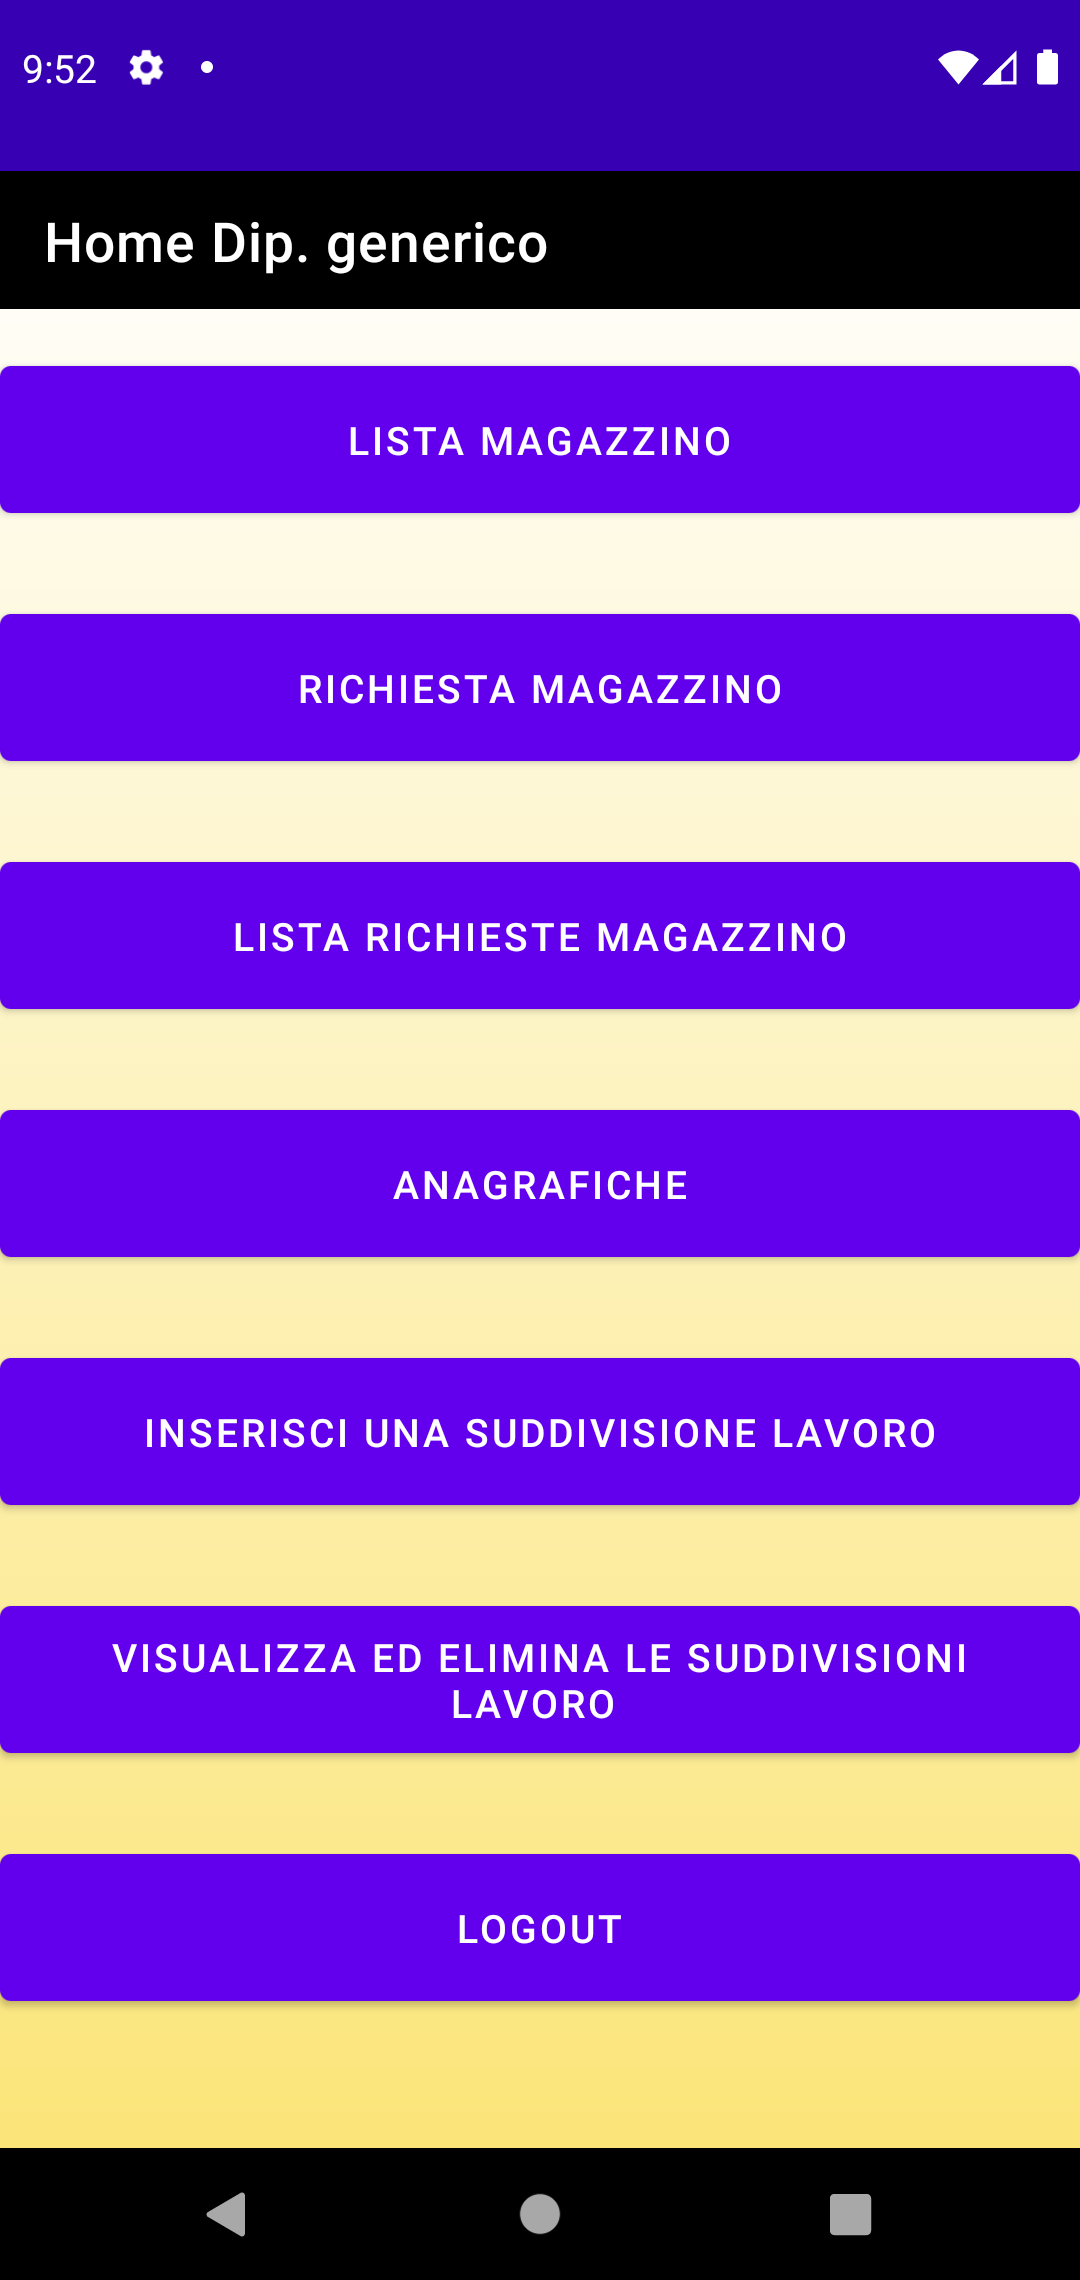 9:52
Home Dip. generico
LISTA MAGAZZINO
RICHIESTA MAGAZZINO
LISTA RICHIESTE MAGAZZINO
ANAGRAFICHE
INSERISCI UNA SUDDIVISIONE LAVORO
VISUALIZZA ED ELIMINA LE SUDDIVISIONI
LAVORO
LOGOUT